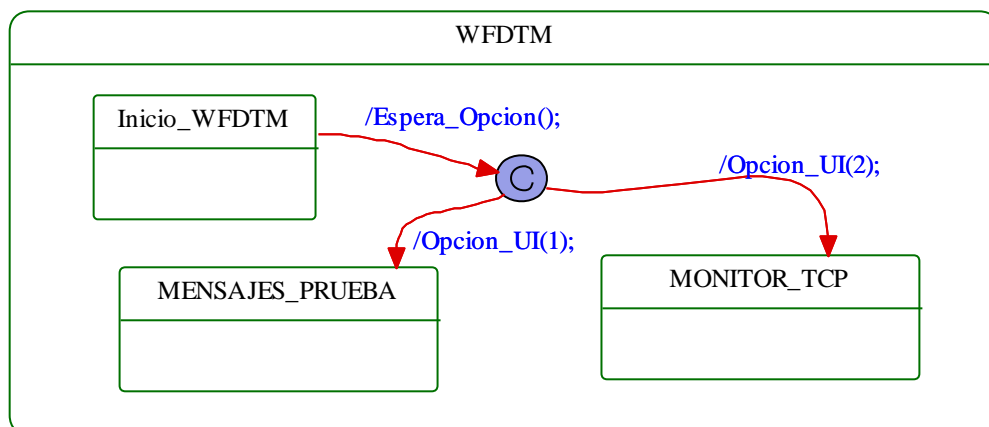 WFDTM
Inicio_WFDTM
/Espera_Opcion();
C
/Opcion_UI(2);
/Opcion_UI(1);
MENSAJES_PRUEBA
MONITOR_TCP